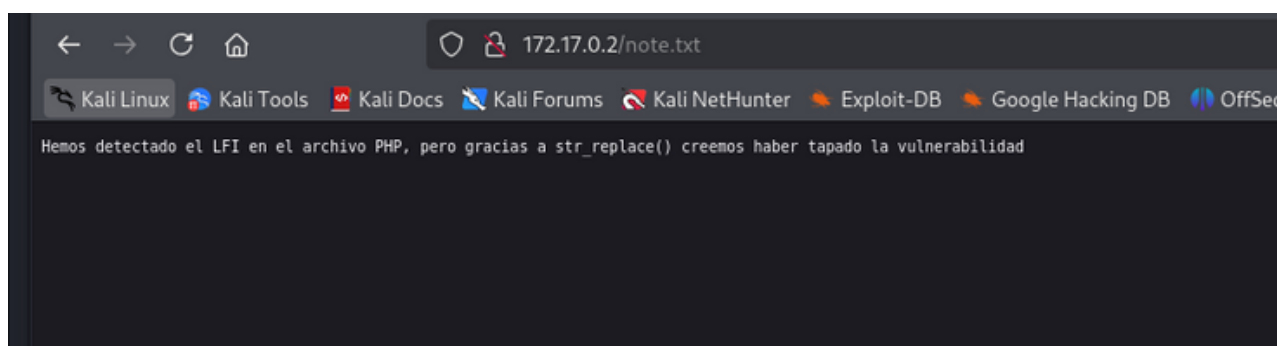 172.17.0.2/note.txt
Kali Linux Kali Tools Kali Docs Kali Forums Kali NetHunter Exploit-DB Google Hacking DB OffSec
Hemos detectado el LFI en el archivo PHP, pero gracias a str_replace() creemos haber tapado la vulnerabilidad